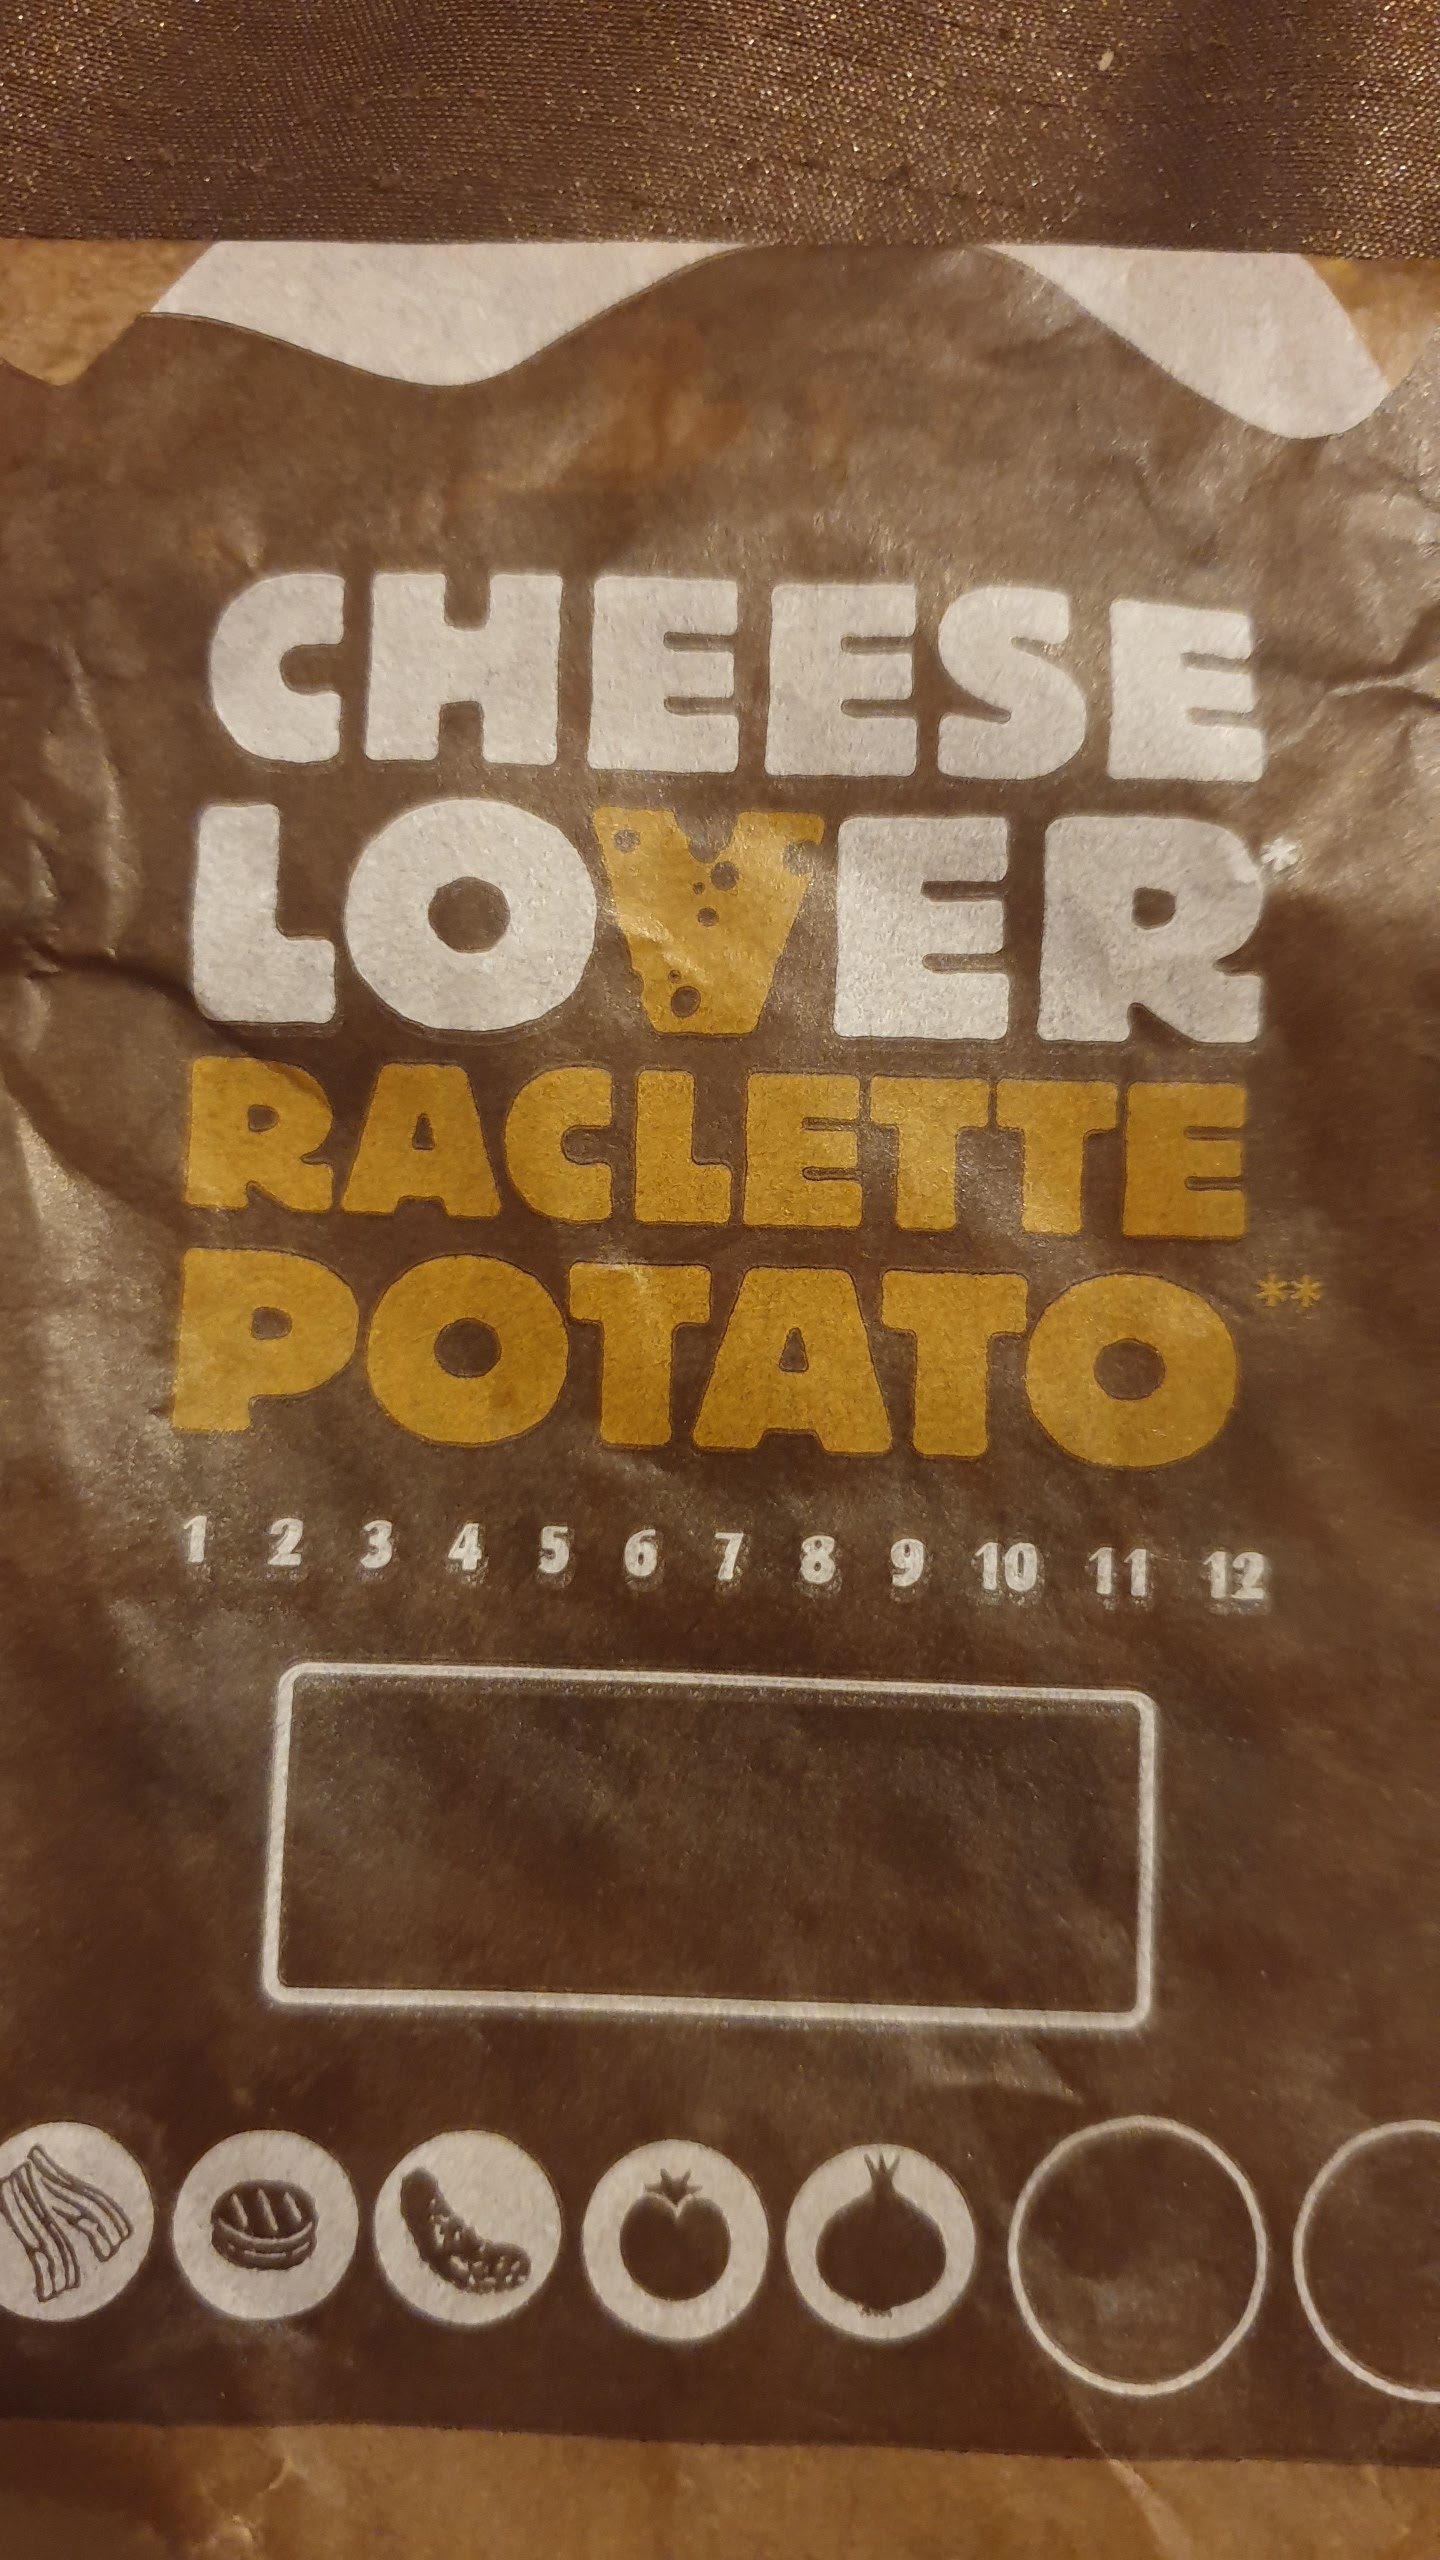 CHEESE
LOVER*
RACLETTE
POTATO**
1 2 3 4 5 6 7 8 9 10 11 12